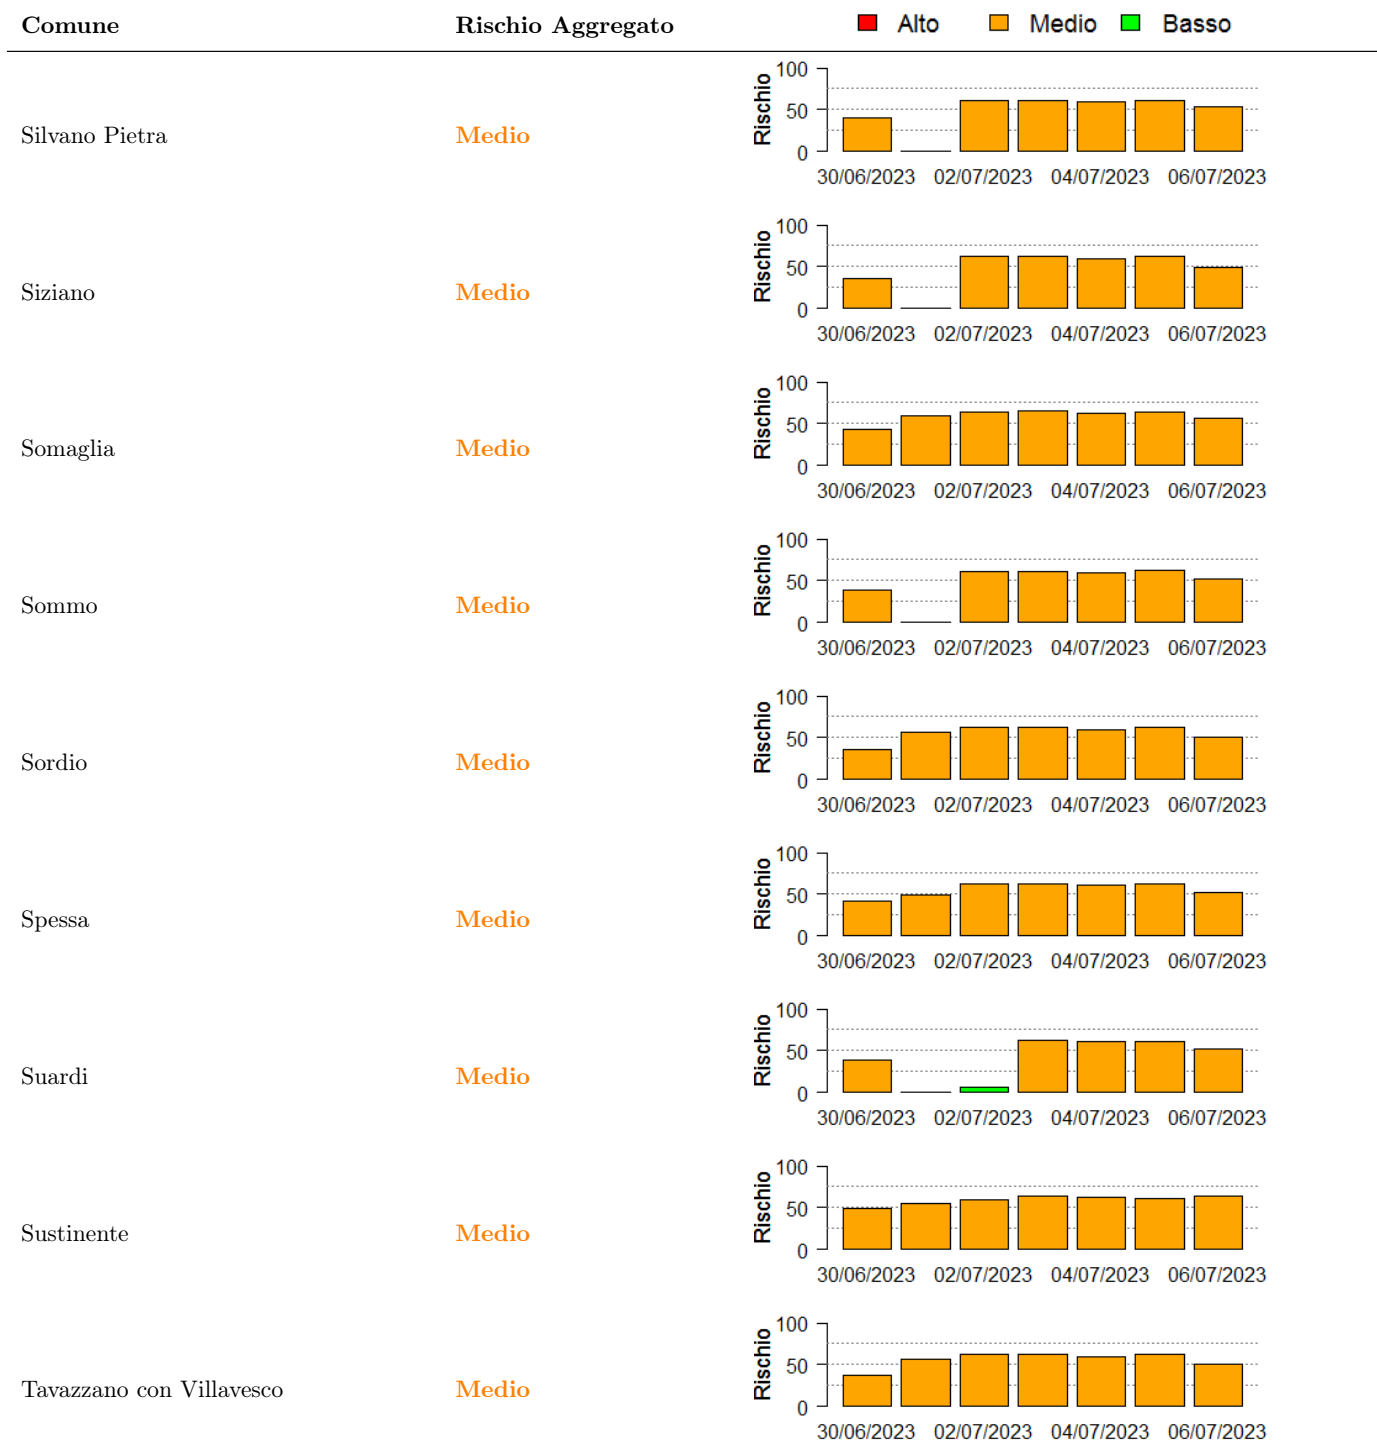 Comune Rischio Aggregato Alto Medio Basso
100
50
0
Rischio
Silvano Pietra Medio
30/06/2023 02/07/2023 04/07/2023 06/07/2023
100
50
0
Rischio
Siziano Medio
30/06/2023 02/07/2023 04/07/2023 06/07/2023
100
50
0
Rischio
Somaglia Medio
30/06/2023 02/07/2023 04/07/2023 06/07/2023
100
50
0
Rischio
Sommo Medio
30/06/2023 02/07/2023 04/07/2023 06/07/2023
100
50
0
Rischio
Sordio Medio
30/06/2023 02/07/2023 04/07/2023 06/07/2023
100
50
0
Rischio
Spessa Medio
30/06/2023 02/07/2023 04/07/2023 06/07/2023
100
50
0
Rischio
Suardi Medio
30/06/2023 02/07/2023 04/07/2023 06/07/2023
100
50
0
Rischio
Sustinente Medio
30/06/2023 02/07/2023 04/07/2023 06/07/2023
100
50
0
Rischio
Tavazzano con Villavesco Medio
30/06/2023 02/07/2023 04/07/2023 06/07/2023